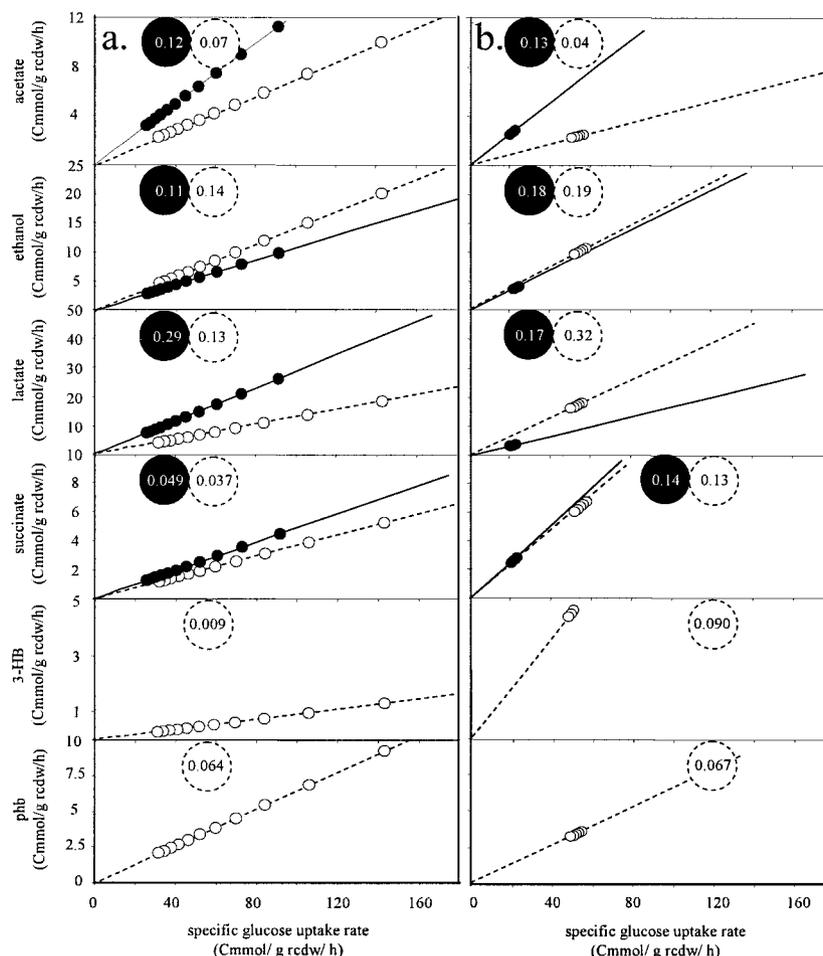 a.
b.
12
8
4
acetate
(Cmmol/g rcdw/h)
0.12 0.07
0.13 0.04
25
20
15
10
5
ethanol
(Cmmol/g rcdw/h)
0.11 0.14
0.18 0.19
50
40
30
20
10
lactate
(Cmmol/g rcdw/h)
0.29 0.13
0.17 0.32
10
8
6
4
2
succinate
(Cmmol/g rcdw/h)
0.049 0.037
0.14 0.13
5
3
1
3-HB
(Cmmol/g rcdw/h)
0.009
0.090
10
7.5
5
2.5
0
phb
(Cmmol/g rcdw/h)
0.064
0.067
0 40 80 120 160
0 40 80 120 160
specific glucose uptake rate
(Cmmol/ g rcdw/ h)
specific glucose uptake rate
(Cmmol/ g rcdw/ h)